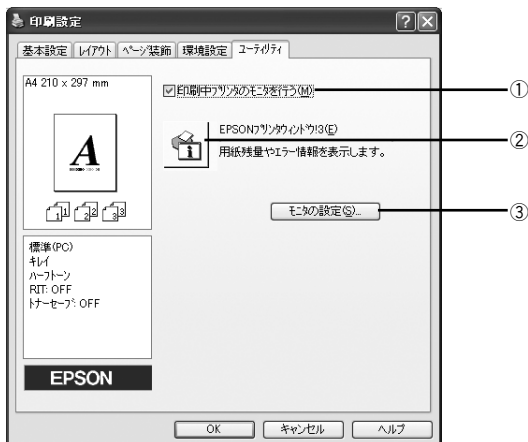 印刷設定
基本設定 レイアウト ページ装飾 環境設定 ユーティリティ
A4 210 x 297 mm
印刷中プリンタのモニタを行う(M)
①
EPSONプリンタウィンドウ!3(E)
②
用紙残量やエラー情報を表示します。
A
1 1 2 2 3 3
モニタの設定(S)...
③
標準(PC)
キレイ
ハーフトーン
RIT: OFF
トナーセーブ: OFF
EPSON
OK キャンセル ヘルプ